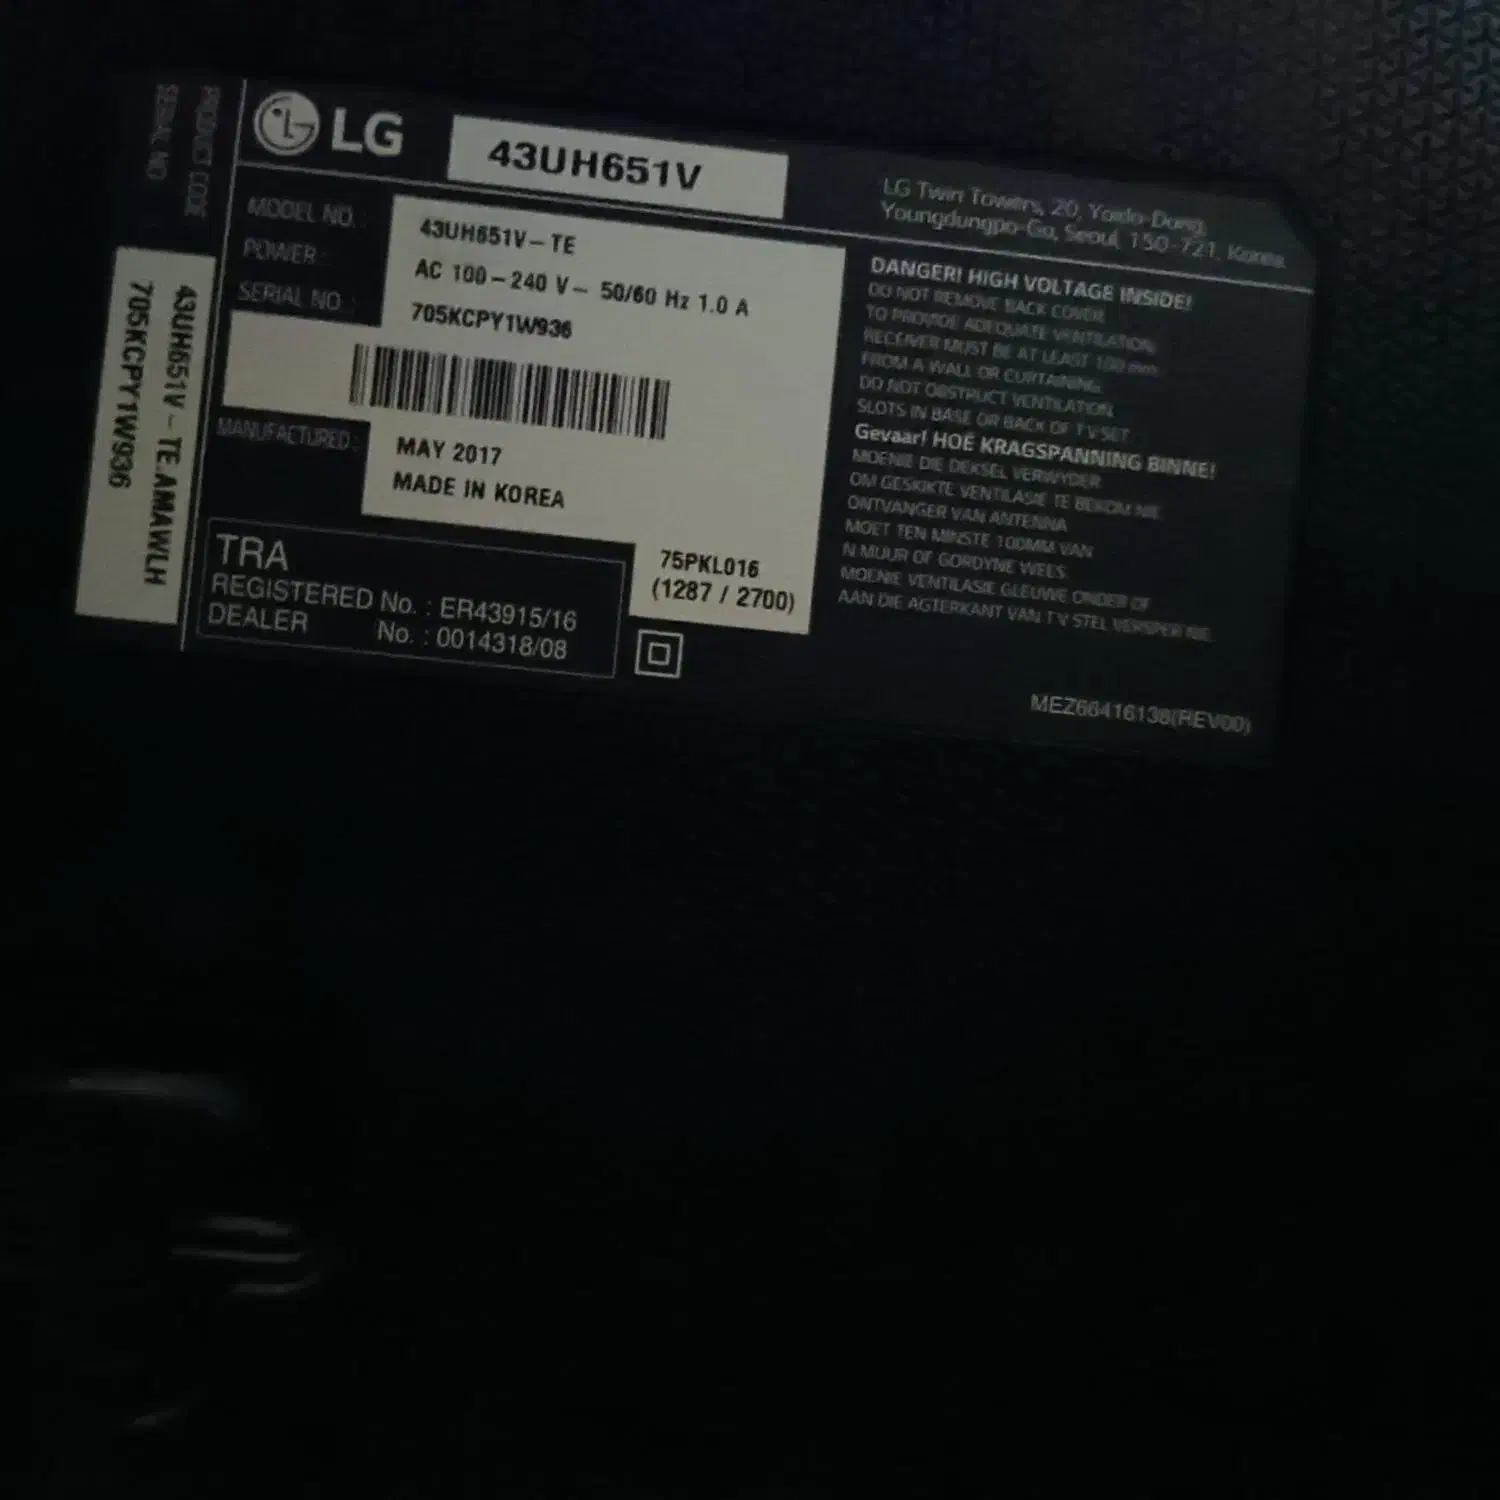 PRODUCT CODE
SERIAL NO
43UH651V-TE.AMAWLH
705KCPY1W936
LG
43UH651V
LG Twin Towers, 20, Yoido-Dong,
Youngdungpo-Gu, Seoul, 150-721, Korea
MODEL NO. : 43UH651V-TE
POWER : AC 100-240 V~ 50/60 Hz 1.0 A
SERIAL NO. : 705KCPY1W936
MANUFACTURED : MAY 2017
MADE IN KOREA
75PKL016
(1287 / 2700)
TRA
REGISTERED No. : ER43915/16
DEALER No. : 0014318/08
DANGER! HIGH VOLTAGE INSIDE!
DO NOT REMOVE BACK COVER
TO PROVIDE ADEQUATE VENTILATION,
RECEIVER MUST BE AT LEAST 100 mm
FROM A WALL OR CURTAINING.
DO NOT OBSTRUCT VENTILATION
SLOTS IN BASE OR BACK OF TV SET
Gevaar! HOE KRAGSPANNING BINNE!
MOENIE DIE DEKSEL VERWYDER
OM GESKIKTE VENTILASIE TE BEKOM NIE
ONTVANGER VAN ANTENNA
MOET TEN MINSTE 100MM VAN
N MUUR OF GORDYNE WEES
MOENIE VENTILASIE GLEUWE ONDER OF
AAN DIE AGTERKANT VAN TV STEL VERSPER NIE.
MEZ66416138(REV00)